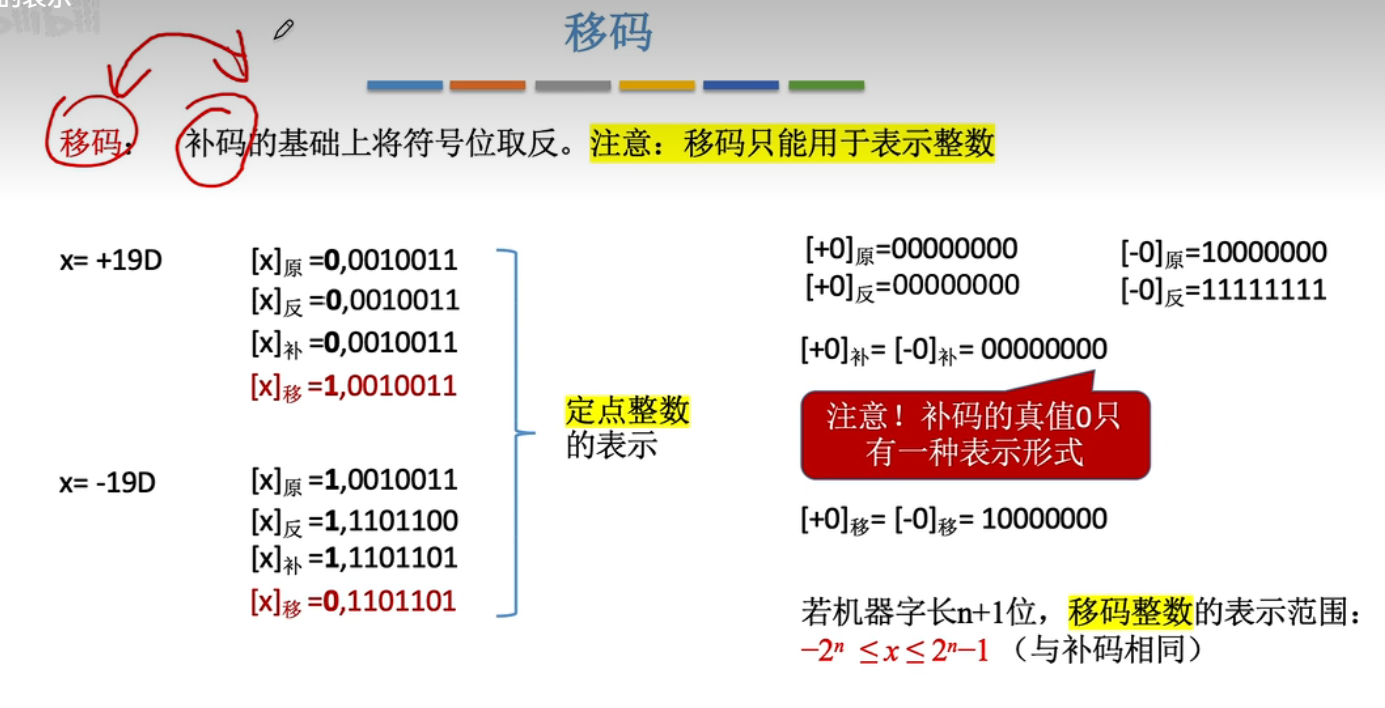 的表示
移码
移码: 补码的基础上将符号位取反。注意：移码只能用于表示整数
x= +19D
[x]原 =0,0010011
[x]反 =0,0010011
[x]补 =0,0010011
[x]移 =1,0010011
x= -19D
[x]原 =1,0010011
[x]反 =1,1101100
[x]补 =1,1101101
[x]移 =0,1101101
定点整数
的表示
[+0]原=00000000 [-0]原=10000000
[+0]反=00000000 [-0]反=11111111
[+0]补= [-0]补= 00000000
注意！补码的真值0只
有一种表示形式
[+0]移= [-0]移= 10000000
若机器字长n+1位，移码整数的表示范围：
−2ⁿ ≤ x ≤ 2ⁿ−1 （与补码相同）